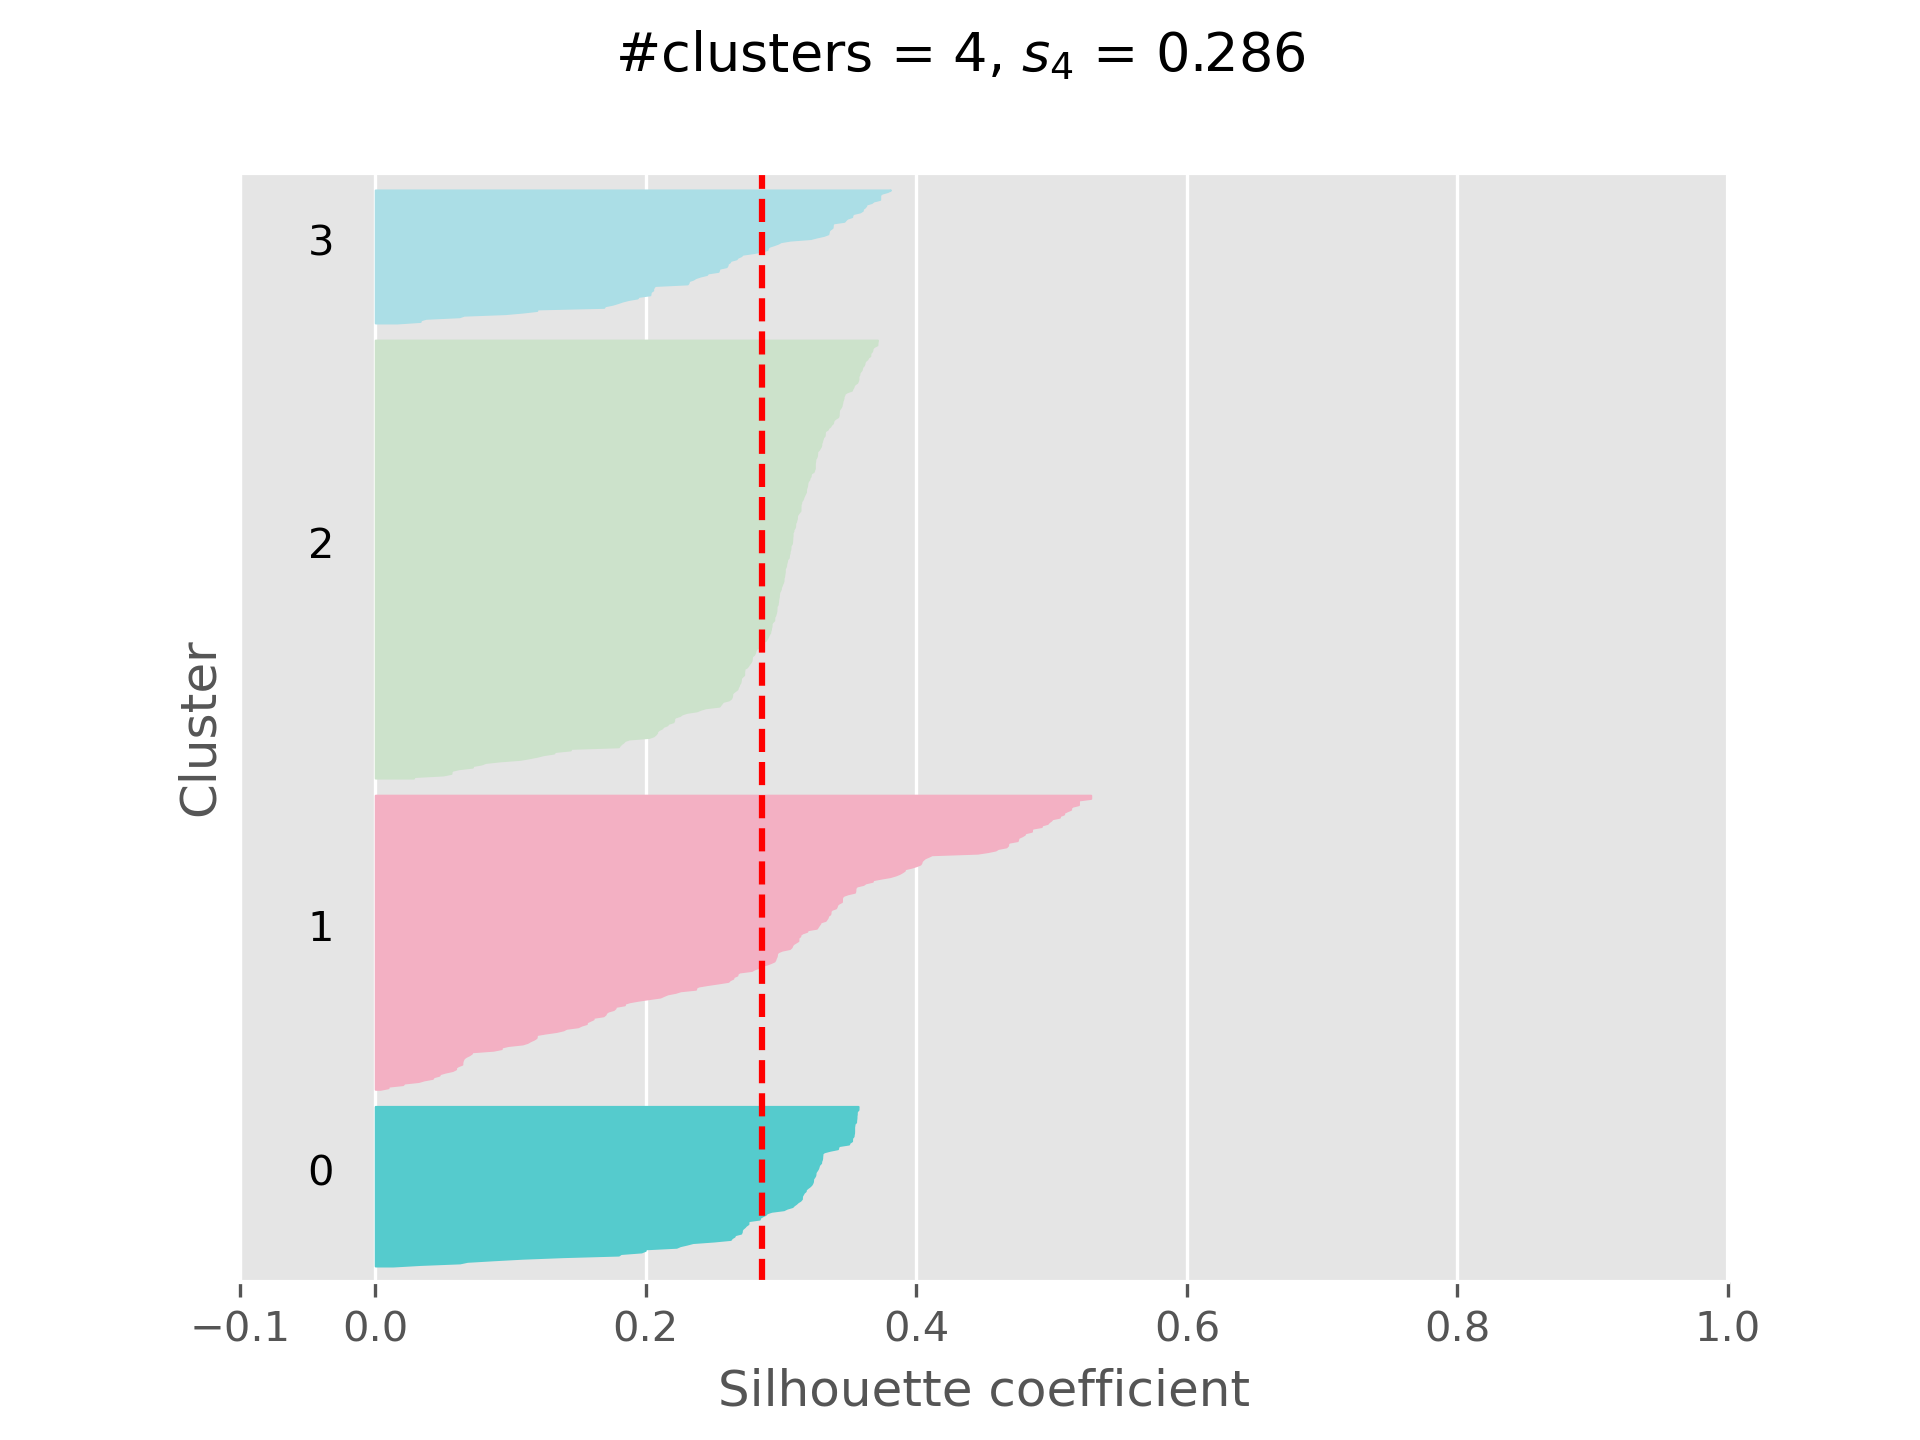 #clusters = 4, s₄ = 0.286
3
2
1
0
Cluster
−0.1 0.0 0.2 0.4 0.6 0.8 1.0
Silhouette coefficient